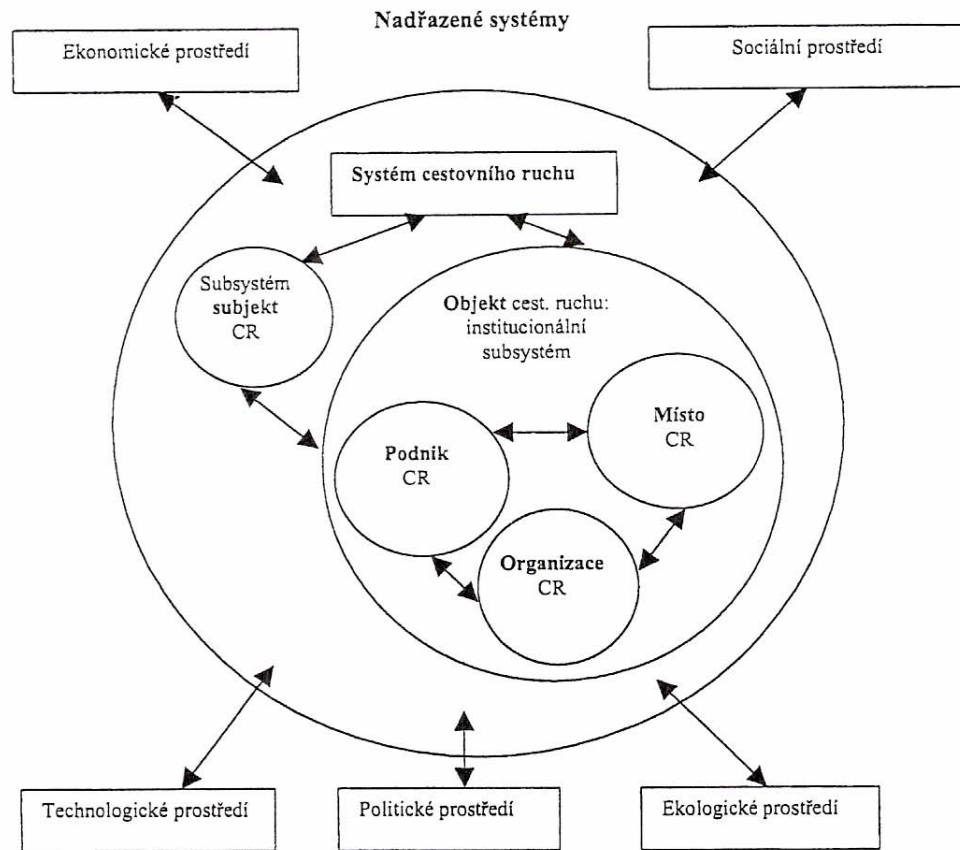 Nadřazené systémy
Ekonomické prostředí
Sociální prostředí
Systém cestovního ruchu
Subsystém
subjekt
CR
Objekt cest. ruchu:
institucionální
subsystém
Místo
CR
Podnik
CR
Organizace
CR
Technologické prostředí
Politické prostředí
Ekologické prostředí